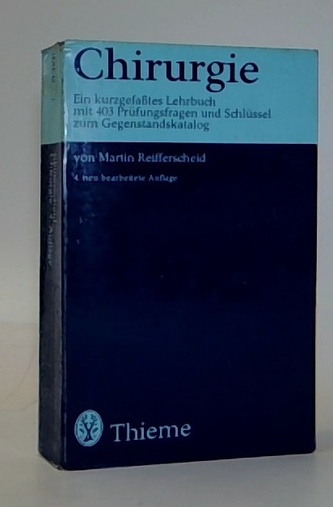 Chirurgie
Ein kurzgefaßtes Lehrbuch
mit 403 Prüfungsfragen und Schlüssel
zum Gegenstandskatalog
von Martin Reifferscheid
4. neu bearbeitete Auflage
Thieme